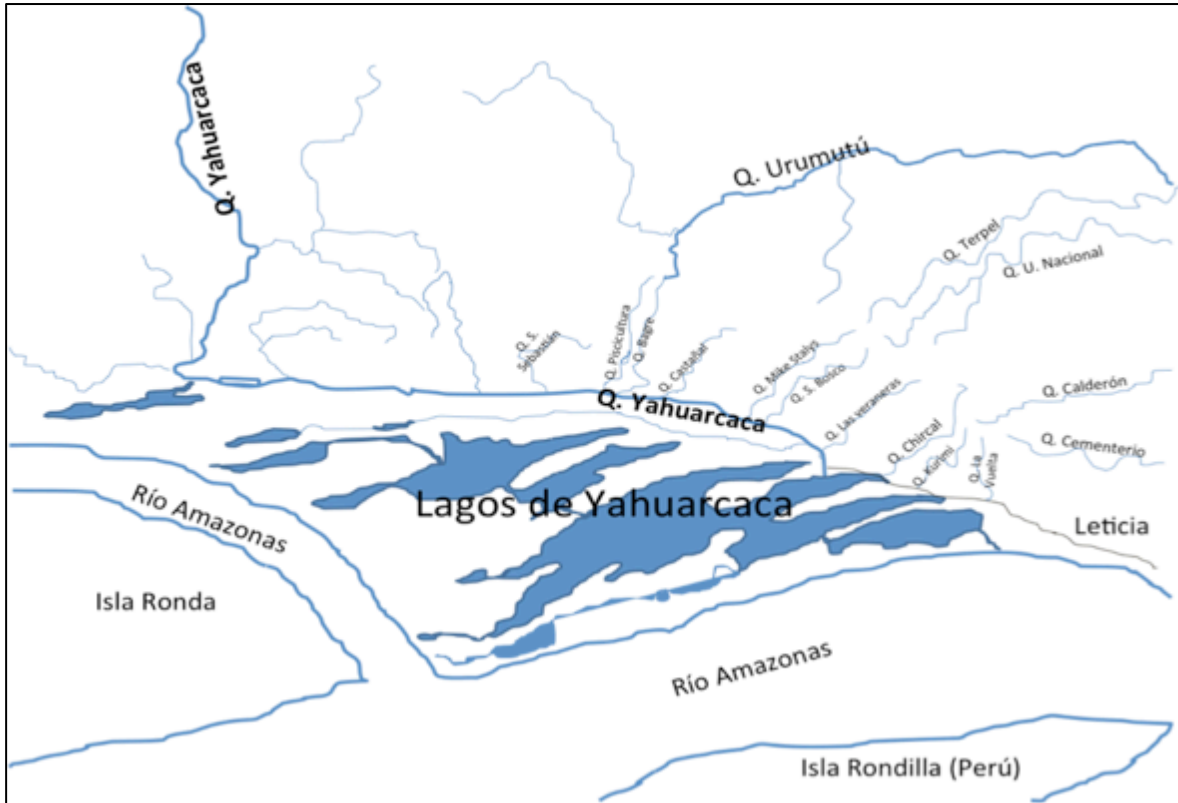 Q. Yahuarcaca
Q. Urumutú
Q. Terpel
Q. U. Nacional
Q. S.
Sebastián
Q. Piscicultura
Q. Bagre
Q. Castañal
Q. Mike Stalys
Q. S. Bosco
Q. Yahuarcaca
Q. Las veraneras
Q. Chircal
Q. Kurimi
Q. la
Vuelta
Q. Calderón
Q. Cementerio
Río Amazonas
Lagos de Yahuarcaca
Leticia
Isla Ronda
Río Amazonas
Isla Rondilla (Perú)